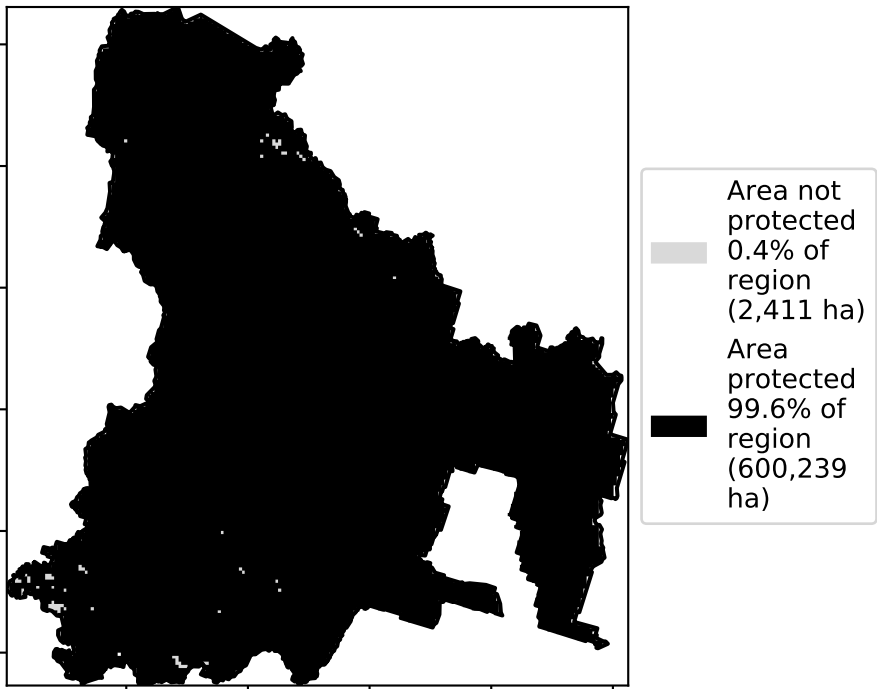 Area not
protected
0.4% of
region
(2,411 ha)
Area
protected
99.6% of
region
(600,239
ha)